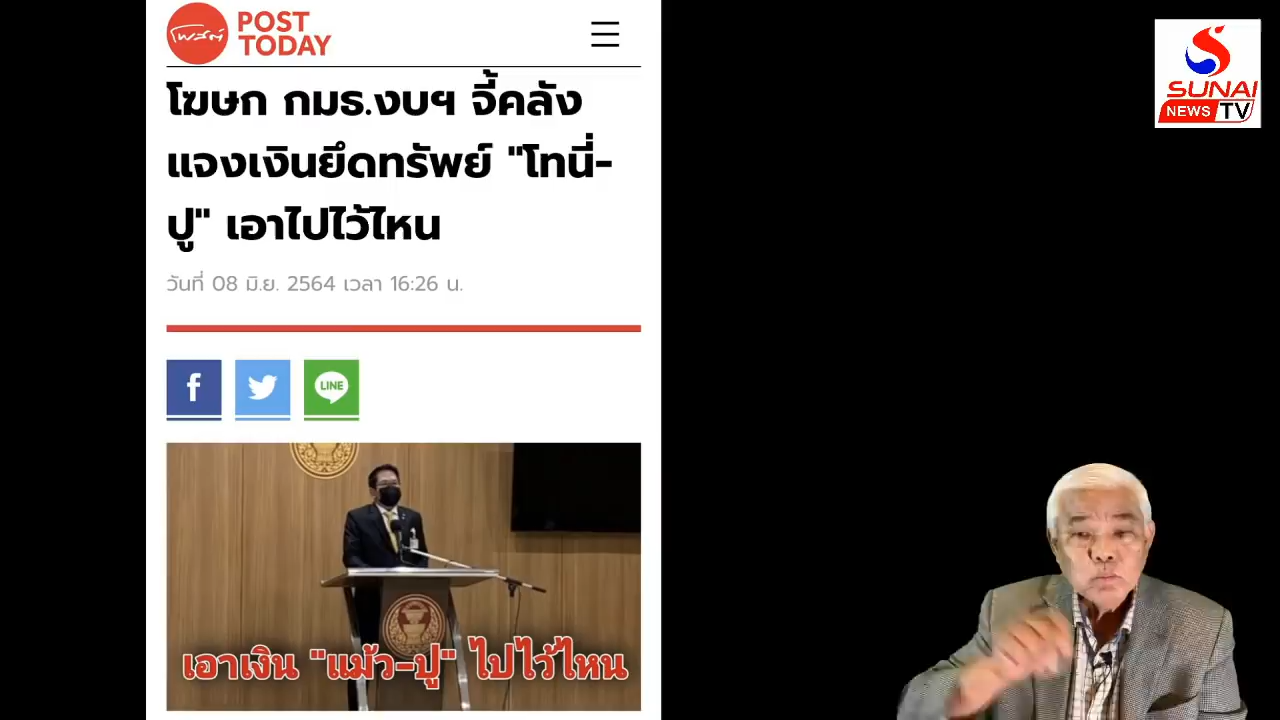 โพสต์
POST
TODAY
SUNAI
NEWS TV
โฆษก กมธ.งบฯ จี้คลัง
แจงเงินยึดทรัพย์ "โทนี่-
ปู" เอาไปไว้ไหน
วันที่ 08 มิ.ย. 2564 เวลา 16:26 น.
f
LINE
เอาเงิน "แม้ว-ปู" ไปไว้ไหน